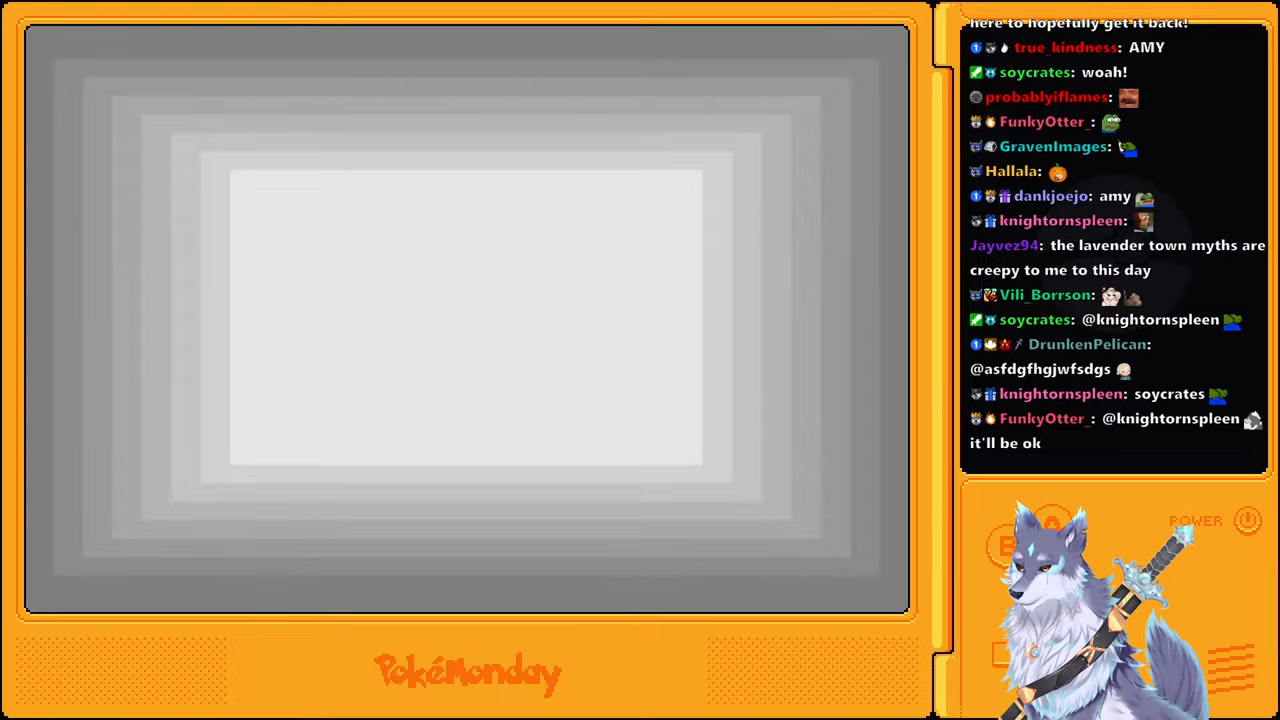 here to hopefully get it back!
true_kindness: AMY
soycrates: woah!
probablyiflames:
FunkyOtter_:
GravenImages:
Hallala:
dankjoejo: amy
knightornspleen:
Jayvez94: the lavender town myths are
creepy to me to this day
Vili_Borrson:
soycrates: @knightornspleen
DrunkenPelican:
@asfdgfhgjwfsdgs
knightornspleen: soycrates
FunkyOtter_: @knightornspleen
it'll be ok
A
B
POWER
PokéMonday